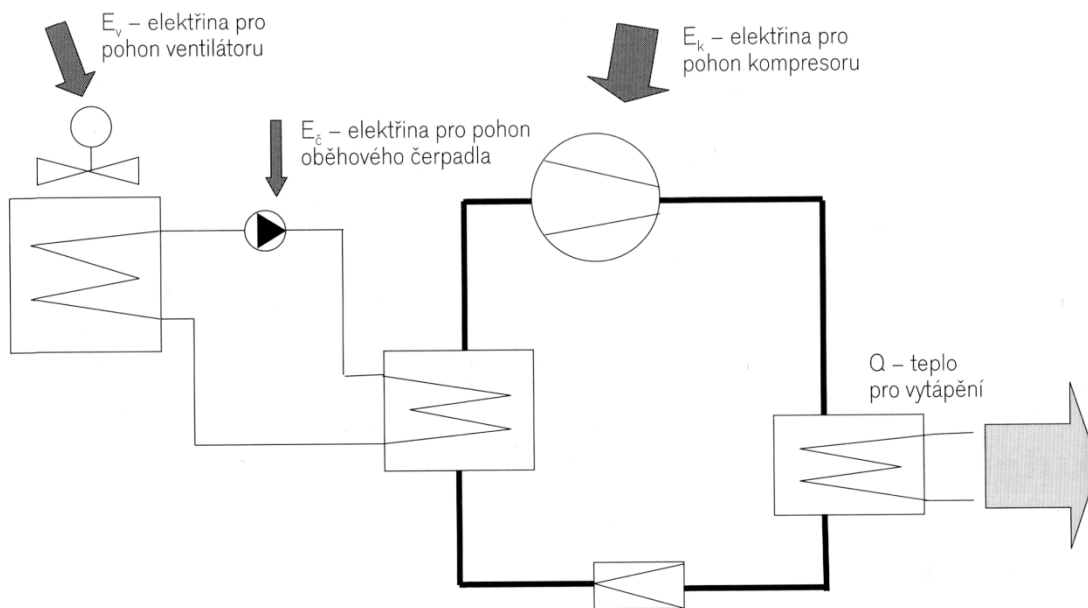 E_v – elektřina pro
pohon ventilátoru
E_k – elektřina pro
pohon kompresoru
E_č – elektřina pro pohon
oběhového čerpadla
Q – teplo
pro vytápění